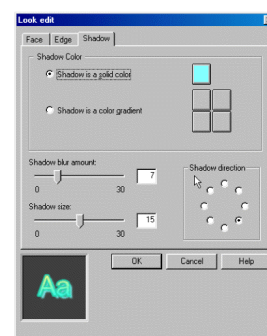 Look edit
Face Edge Shadow
Shadow Color
Shadow is a solid color
Shadow is a color gradient
Shadow blur amount:
7
0 30
Shadow direction
Shadow size:
15
0 30
OK Cancel Help
Aa